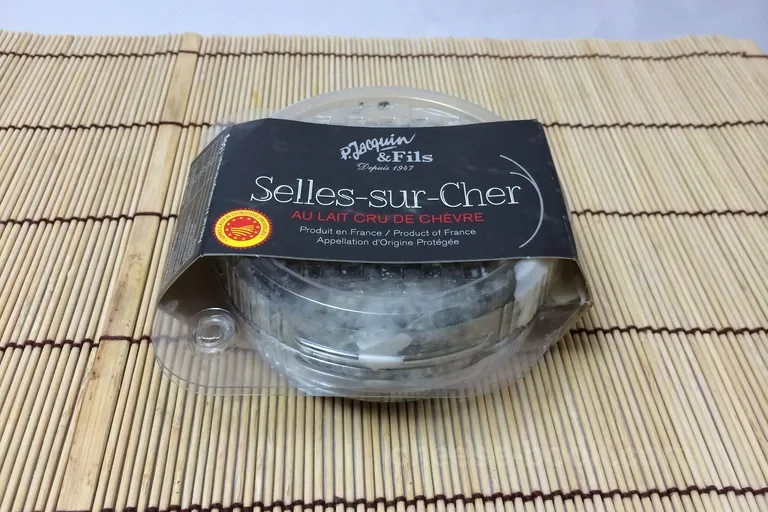 P. Jacquin
& Fils
Depuis 1947
Selles-sur-Cher
AU LAIT CRU DE CHÈVRE
Produit en France / Product of France
Appellation d'Origine Protégée